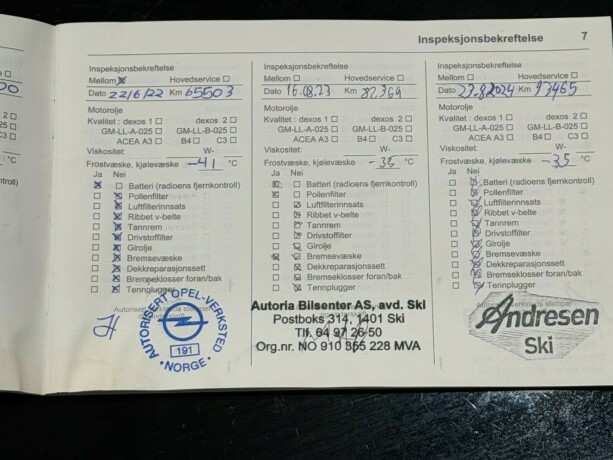 Inspeksjonsbekreftelse 7
Inspeksjonsbekreftelse
Mellom Hovedservice
Dato 22/6/22 Km 65503
Motorolje
Kvalitet : dexos 1 dexos 2
GM-LL-A-025 GM-LL-B-025
ACEA A3 B4 C3
Viskositet: W-
Frostvæske, kjølevæske -41 °C
Ja Nei
Batteri (radioens fjernkontroll)
Pollenfilter
Luftfilterinnsats
Ribbet v-belte
Tannrem
Drivstoffilter
Girolje
Bremsevæske
Dekkreparasjonssett
Bremseklosser foran/bak
Tennplugger
AUTORISERT OPEL-VERKSTED
191
NORGE
Inspeksjonsbekreftelse
Mellom Hovedservice
Dato 16.08.23 Km 82369
Motorolje
Kvalitet : dexos 1 dexos 2
GM-LL-A-025 GM-LL-B-025
ACEA A3 B4 C3
Viskositet: W-
Frostvæske, kjølevæske -35 °C
Ja Nei
Batteri (radioens fjernkontroll)
Pollenfilter
Luftfilterinnsats
Ribbet v-belte
Tannrem
Drivstoffilter
Girolje
Bremsevæske
Dekkreparasjonssett
Bremseklosser foran/bak
Tennplugger
Autoria Bilsenter AS, avd. Ski
Postboks 314, 1401 Ski
Tlf. 64 97 26 50
Org.nr. NO 910 355 228 MVA
Inspeksjonsbekreftelse
Mellom Hovedservice
Dato 27.8.2024 Km 93465
Motorolje
Kvalitet : dexos 1 dexos 2
GM-LL-A-025 GM-LL-B-025
ACEA A3 B4 C3
Viskositet: W-
Frostvæske, kjølevæske -35 °C
Ja Nei
Batteri (radioens fjernkontroll)
Pollenfilter
Luftfilterinnsats
Ribbet v-belte
Tannrem
Drivstoffilter
Girolje
Bremsevæske
Dekkreparasjonssett
Bremseklosser foran/bak
Tennplugger
Andresen
Ski